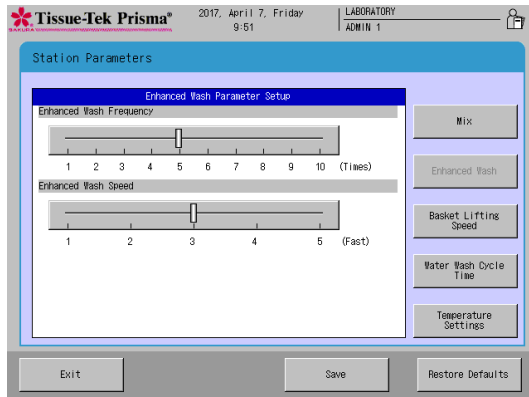 Tissue-Tek Prisma®
SAKURA
2017, April 7, Friday
9:51
LABORATORY
ADMIN 1
Station Parameters
Enhanced Wash Parameter Setup
Enhanced Wash Frequency
1 2 3 4 5 6 7 8 9 10 (Times)
Enhanced Wash Speed
1 2 3 4 5 (Fast)
Mix
Enhanced Wash
Basket Lifting
Speed
Water Wash Cycle
Time
Temperature
Settings
Exit
Save
Restore Defaults